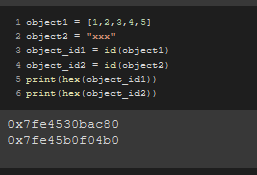 1 object1 = [1,2,3,4,5]
2 object2 = "xxx"
3 object_id1 = id(object1)
4 object_id2 = id(object2)
5 print(hex(object_id1))
6 print(hex(object_id2))
0x7fe4530bac80
0x7fe45b0f04b0